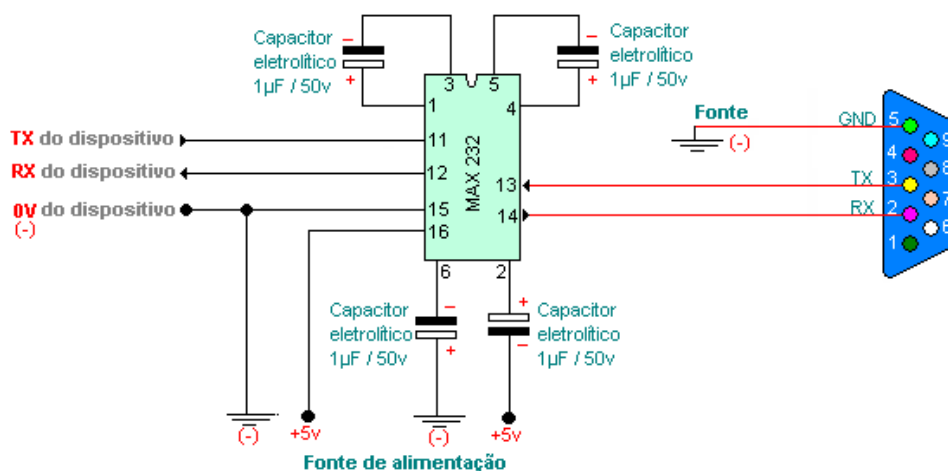 Capacitor
eletrolítico
1µF / 50v
–
+
–
+
Capacitor
eletrolítico
1µF / 50v
3
5
1
4
MAX 232
TX do dispositivo
11
RX do dispositivo
12
0V do dispositivo
(-)
15
16
13
14
6
2
Fonte
(-)
GND
TX
RX
5
4
3
2
1
9
8
7
6
Capacitor
eletrolítico
1µF / 50v
–
+
+
–
Capacitor
eletrolítico
1µF / 50v
(-)
+5v
(-)
+5v
Fonte de alimentação